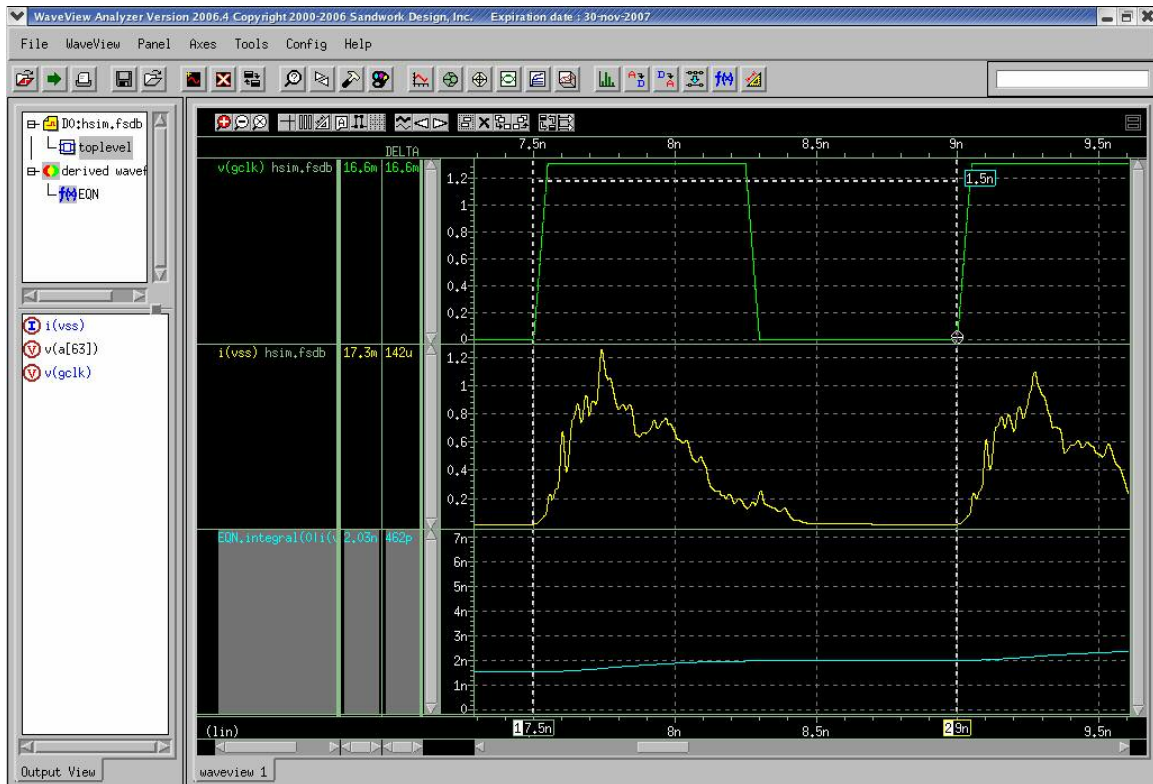 WaveView Analyzer Version 2006.4 Copyright 2000-2006 Sandwork Design, Inc. Expiration date : 30-nov-2007
File WaveView Panel Axes Tools Config Help
D0:hsim.fsdb
toplevel
derived wavef
f(x) EQN
i(vss)
v(a[63])
v(gclk)
Output View
DELTA
7.5n 8n 8.5n 9n 9.5n
v(gclk) hsim.fsdb 16.6m 16.6m
1.5n
1.2
1
0.8
0.6
0.4
0.2
0
i(vss) hsim.fsdb 17.3m 142u
1.2
1
0.8
0.6
0.4
0.2
EQN.integral(0|i(v 2.03n 462p
7n
6n
5n
4n
3n
2n
1n
0
(lin)
1 7.5n 8n 8.5n 2 9n 9.5n
waveview 1